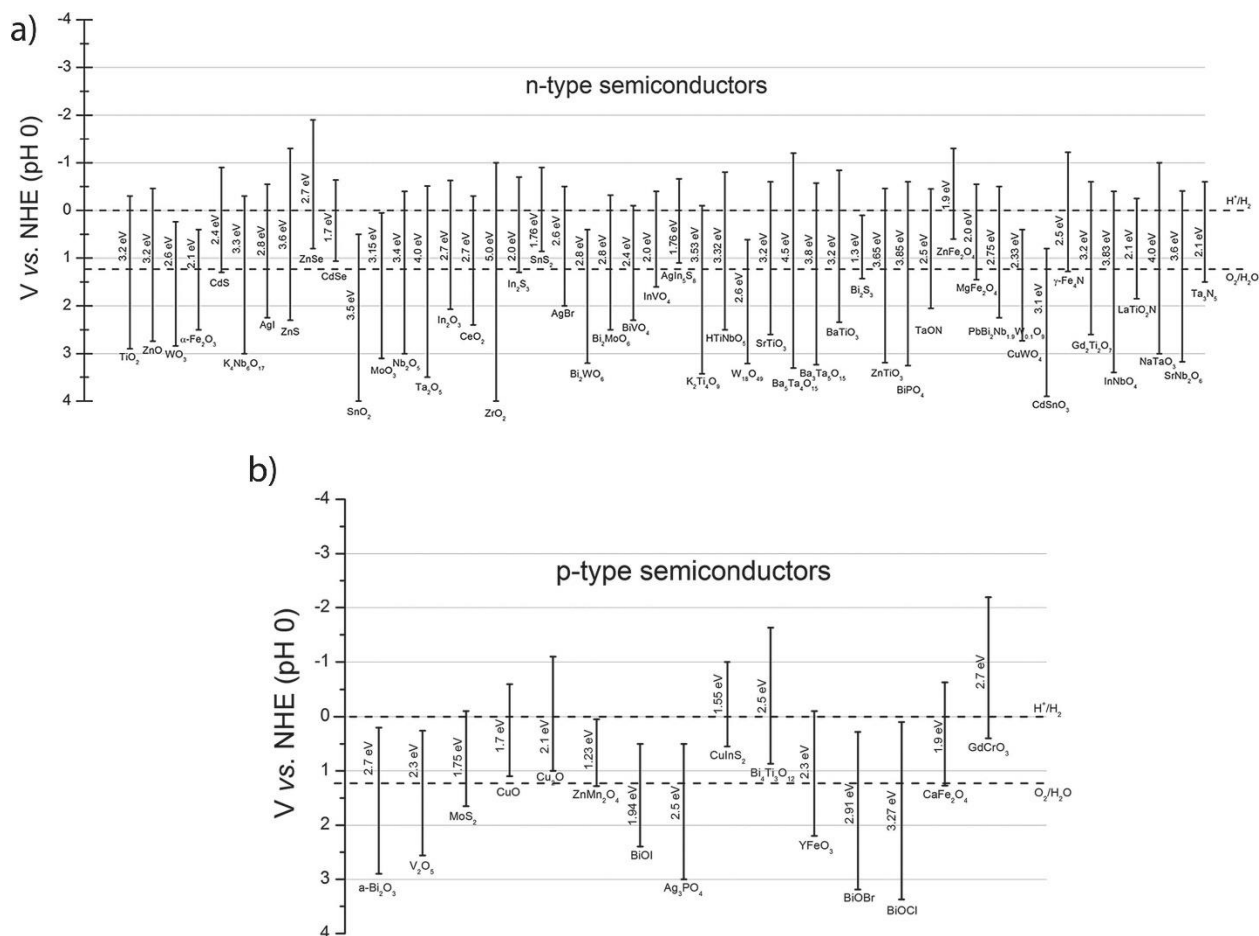 a)
V vs. NHE (pH 0)
-4
-3
-2
-1
0
1
2
3
4
n-type semiconductors
H⁺/H₂
O₂/H₂O
3.2 eV
TiO₂
3.2 eV
ZnO
2.6 eV
WO₃
2.1 eV
α-Fe₂O₃
2.4 eV
CdS
3.3 eV
K₄Nb₆O₁₇
2.8 eV
AgI
3.6 eV
ZnS
2.7 eV
ZnSe
1.7 eV
CdSe
3.5 eV
SnO₂
3.15 eV
MoO₃
3.4 eV
Nb₂O₅
4.0 eV
Ta₂O₅
2.7 eV
In₂O₃
2.7 eV
CeO₂
5.0 eV
ZrO₂
2.0 eV
In₂S₃
1.76 eV
SnS₂
2.6 eV
AgBr
2.8 eV
Bi₂WO₆
2.8 eV
Bi₂MoO₆
2.4 eV
BiVO₄
2.0 eV
InVO₄
1.76 eV
AgIn₅S₈
3.53 eV
K₂Ti₄O₉
3.32 eV
HTiNbO₅
2.6 eV
W₁₈O₄₉
3.2 eV
SrTiO₃
4.5 eV
Ba₅Ta₄O₁₅
3.8 eV
Ba₃Ta₅O₁₅
3.2 eV
BaTiO₃
1.3 eV
Bi₂S₃
3.65 eV
ZnTiO₃
3.85 eV
BiPO₄
2.5 eV
TaON
1.9 eV
ZnFe₂O₄
2.0 eV
MgFe₂O₄
2.75 eV
PbBi₂Nb₁.₉W₀.₁O₉
2.33 eV
CuWO₄
3.1 eV
CdSnO₃
2.5 eV
γ-Fe₄N
3.2 eV
Gd₂Ti₂O₇
3.83 eV
InNbO₄
2.1 eV
LaTiO₂N
4.0 eV
NaTaO₃
3.6 eV
SrNb₂O₆
2.1 eV
Ta₃N₅
b)
V vs. NHE (pH 0)
-4
-3
-2
-1
0
1
2
3
4
p-type semiconductors
H⁺/H₂
O₂/H₂O
2.7 eV
a-Bi₂O₃
2.3 eV
V₂O₅
1.75 eV
MoS₂
1.7 eV
CuO
2.1 eV
Cu₂O
1.23 eV
ZnMn₂O₄
1.94 eV
BiOI
2.5 eV
Ag₃PO₄
1.55 eV
CuInS₂
2.5 eV
Bi₄Ti₃O₁₂
2.3 eV
YFeO₃
2.91 eV
BiOBr
3.27 eV
BiOCl
1.9 eV
CaFe₂O₄
2.7 eV
GdCrO₃